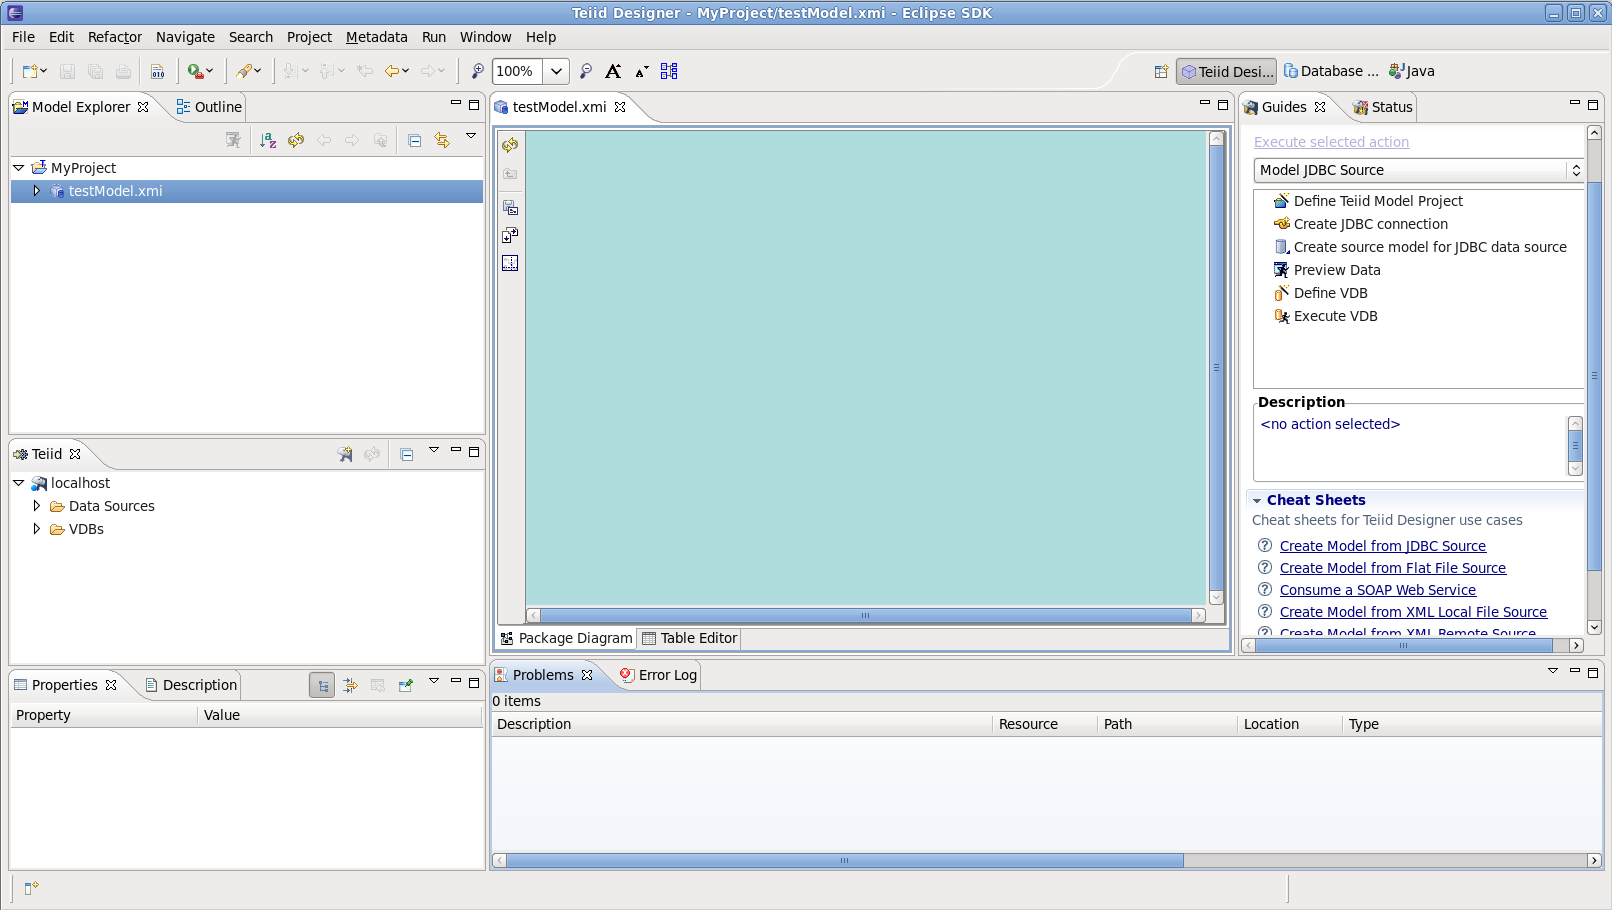 Teiid Designer - MyProject/testModel.xmi - Eclipse SDK
File Edit Refactor Navigate Search Project Metadata Run Window Help
100%
Teiid Desi... Database ... Java
Model Explorer Outline
MyProject
testModel.xmi
Teiid
localhost
Data Sources
VDBs
Properties Description
Property Value
testModel.xmi
Package Diagram Table Editor
Guides Status
Execute selected action
Model JDBC Source
Define Teiid Model Project
Create JDBC connection
Create source model for JDBC data source
Preview Data
Define VDB
Execute VDB
Description
<no action selected>
Cheat Sheets
Cheat sheets for Teiid Designer use cases
Create Model from JDBC Source
Create Model from Flat File Source
Consume a SOAP Web Service
Create Model from XML Local File Source
Create Model from XML Remote Source
Problems Error Log
0 items
Description Resource Path Location Type